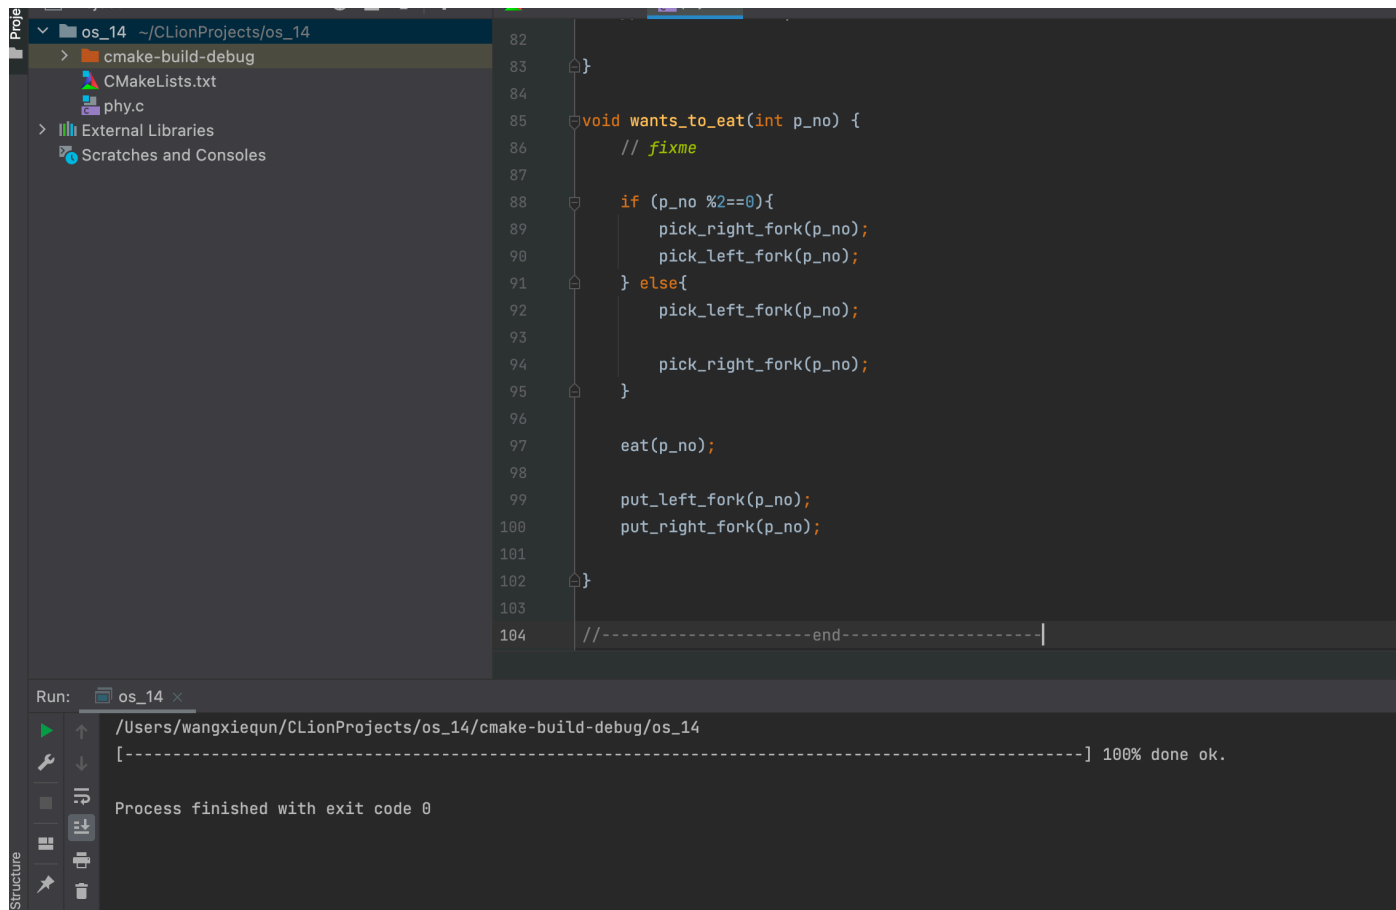 Proje
os_14 ~/CLionProjects/os_14
cmake-build-debug
CMakeLists.txt
phy.c
External Libraries
Scratches and Consoles
82
83 }
84
85 void wants_to_eat(int p_no) {
86 // fixme
87
88 if (p_no %2==0){
89 pick_right_fork(p_no);
90 pick_left_fork(p_no);
91 } else{
92 pick_left_fork(p_no);
93
94 pick_right_fork(p_no);
95 }
96
97 eat(p_no);
98
99 put_left_fork(p_no);
100 put_right_fork(p_no);
101
102 }
103
104 //----------------------end---------------------
Run: os_14
/Users/wangxiequn/CLionProjects/os_14/cmake-build-debug/os_14
[----------------------------------------------------------------------------------------------------] 100% done ok.
Process finished with exit code 0
Structure